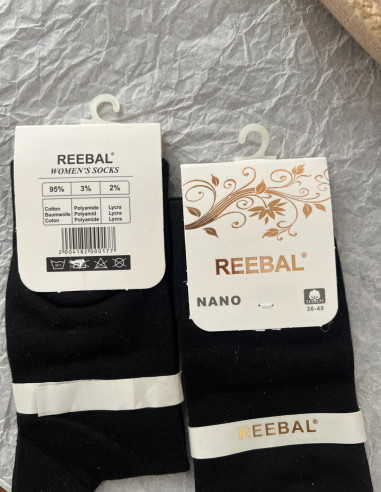 REEBAL®
WOMEN'S SOCKS
95% 3% 2%
Cotton Polyamide Lycra
Baumwolle Polyamid Lycra
Coton Polyamide Lycra
2004182000577
REEBAL®
NANO
36-40
REEBAL®